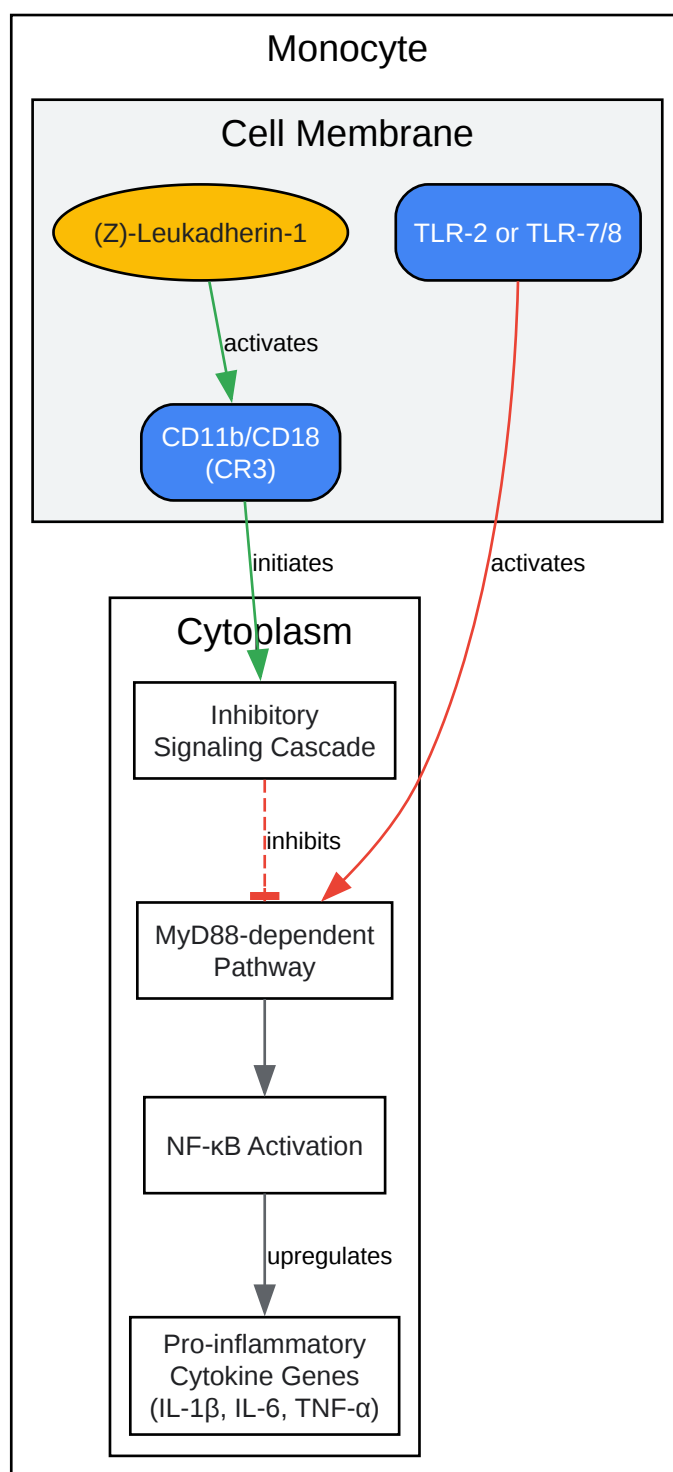 Monocyte
Cell Membrane
(Z)-Leukadherin-1
TLR-2 or TLR-7/8
activates
CD11b/CD18
(CR3)
initiates
activates
Cytoplasm
Inhibitory
Signaling Cascade
inhibits
MyD88-dependent
Pathway
NF-κB Activation
upregulates
Pro-inflammatory
Cytokine Genes
(IL-1β, IL-6, TNF-α)